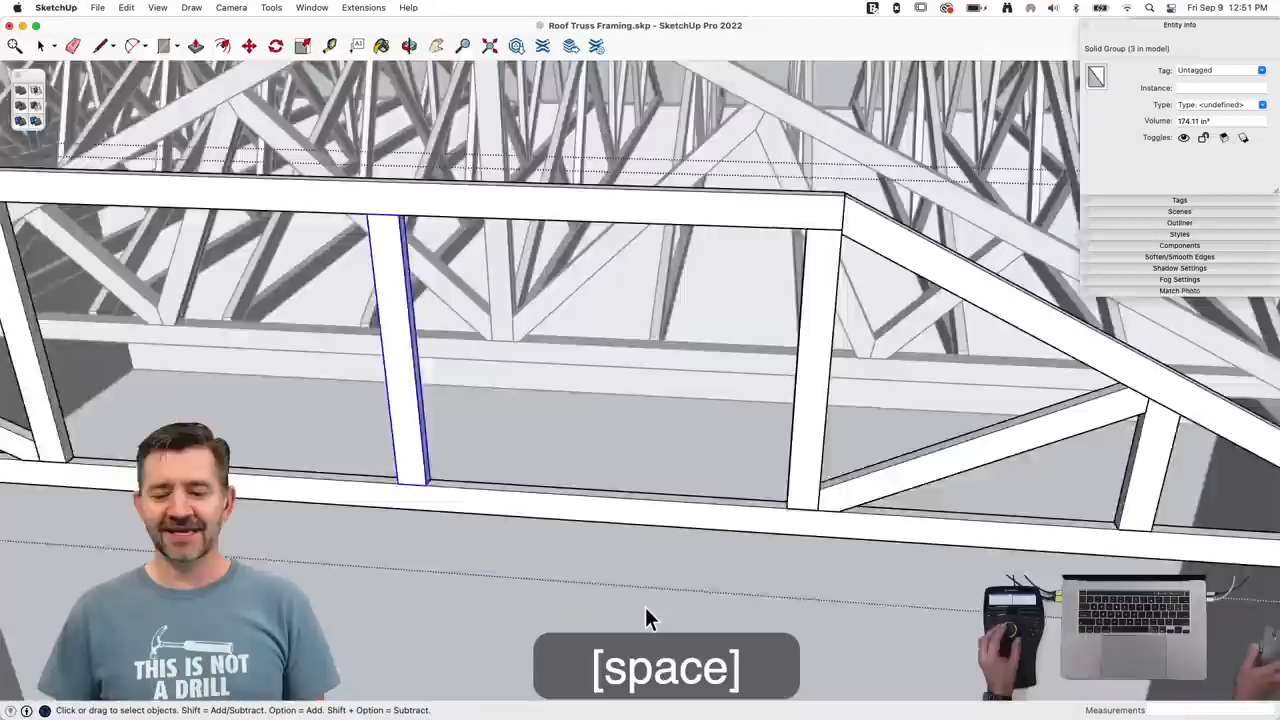 SketchUp File Edit View Draw Camera Tools Window Extensions Help Fri Sep 9 12:51 PM
Roof Truss Framing.skp - SketchUp Pro 2022
Entity Info
Solid Group (3 in model)
Tag: Untagged
Instance:
Type: Type: <undefined>
Volume: 174.11 in³
Toggles:
Tags
Scenes
Outliner
Styles
Components
Soften/Smooth Edges
Shadow Settings
Fog Settings
Match Photo
THIS IS NOT
A DRILL
[space]
Click or drag to select objects. Shift = Add/Subtract. Option = Add. Shift + Option = Subtract.
Measurements